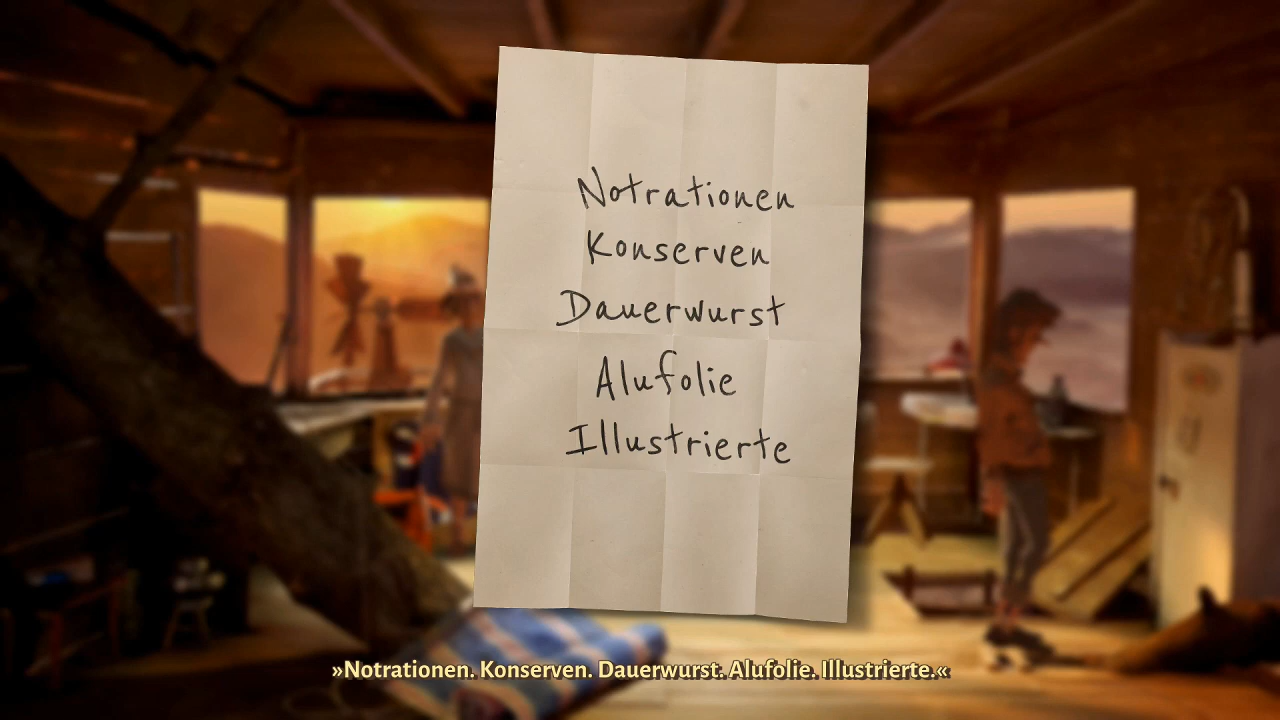 Notrationen
Konserven
Dauerwurst
Alufolie
Illustrierte
»Notrationen. Konserven. Dauerwurst. Alufolie. Illustrierte.«